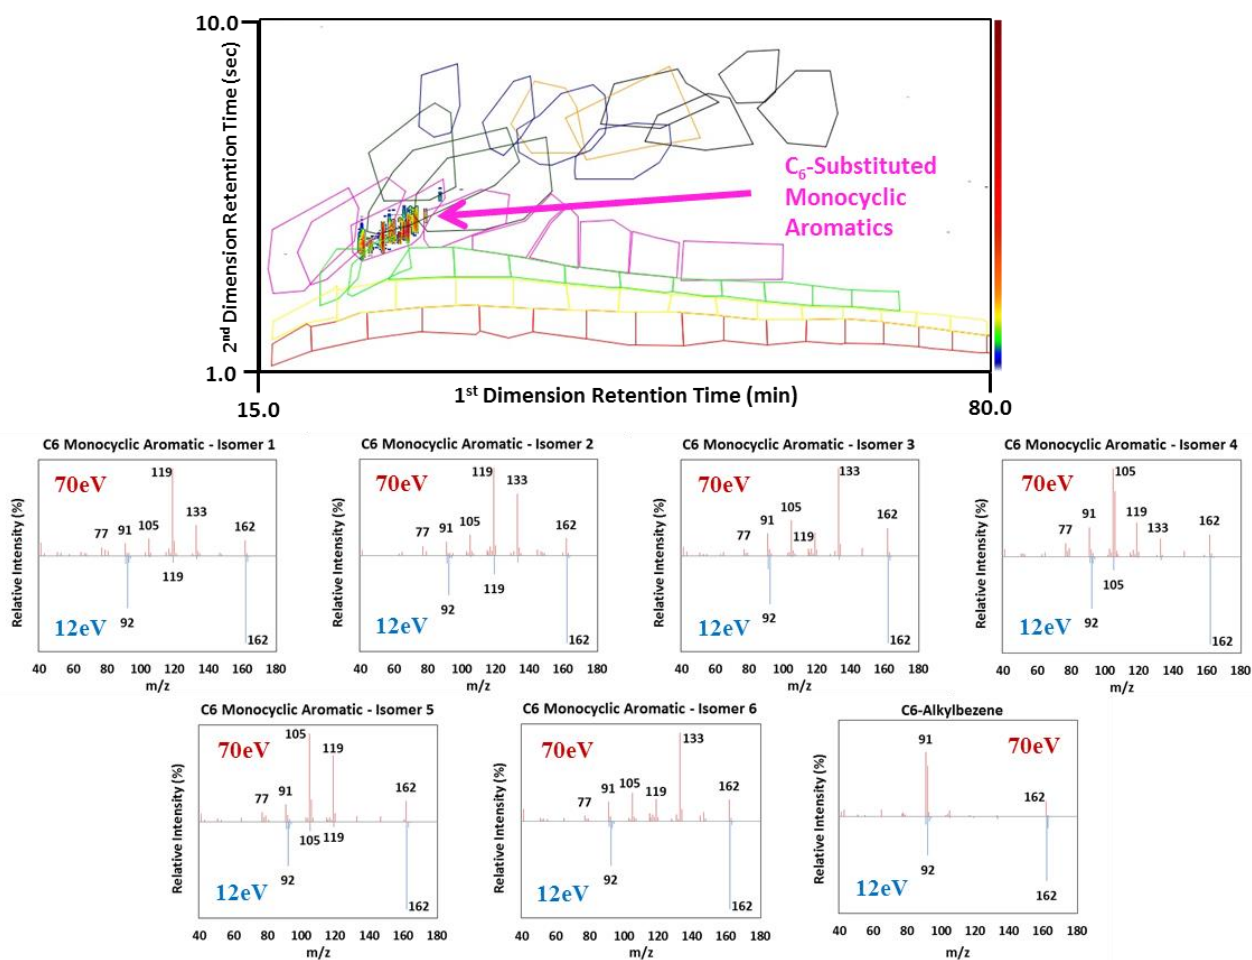 10.0
2nd Dimension Retention Time (sec)
1.0
15.0
1st Dimension Retention Time (min)
80.0
C6-Substituted
Monocyclic
Aromatics
C6 Monocyclic Aromatic - Isomer 1
Relative Intensity (%)
70eV
119
133
162
77
91
105
119
92
162
12eV
40 60 80 100 120 140 160 180
m/z
C6 Monocyclic Aromatic - Isomer 2
Relative Intensity (%)
70eV
119
133
162
77
91
105
119
92
162
12eV
40 60 80 100 120 140 160 180
m/z
C6 Monocyclic Aromatic - Isomer 3
Relative Intensity (%)
70eV
133
162
77
91
105
119
92
162
12eV
40 60 80 100 120 140 160 180
m/z
C6 Monocyclic Aromatic - Isomer 4
Relative Intensity (%)
70eV
105
119
133
162
77
91
105
92
162
12eV
40 60 80 100 120 140 160 180
m/z
C6 Monocyclic Aromatic - Isomer 5
Relative Intensity (%)
70eV
105
119
162
77
91
105
119
92
162
12eV
40 60 80 100 120 140 160 180
m/z
C6 Monocyclic Aromatic - Isomer 6
Relative Intensity (%)
70eV
133
162
77
91
105
119
92
162
12eV
40 60 80 100 120 140 160 180
m/z
C6-Alkylbezene
Relative Intensity (%)
91
70eV
162
92
162
12eV
40 60 80 100 120 140 160 180
m/z